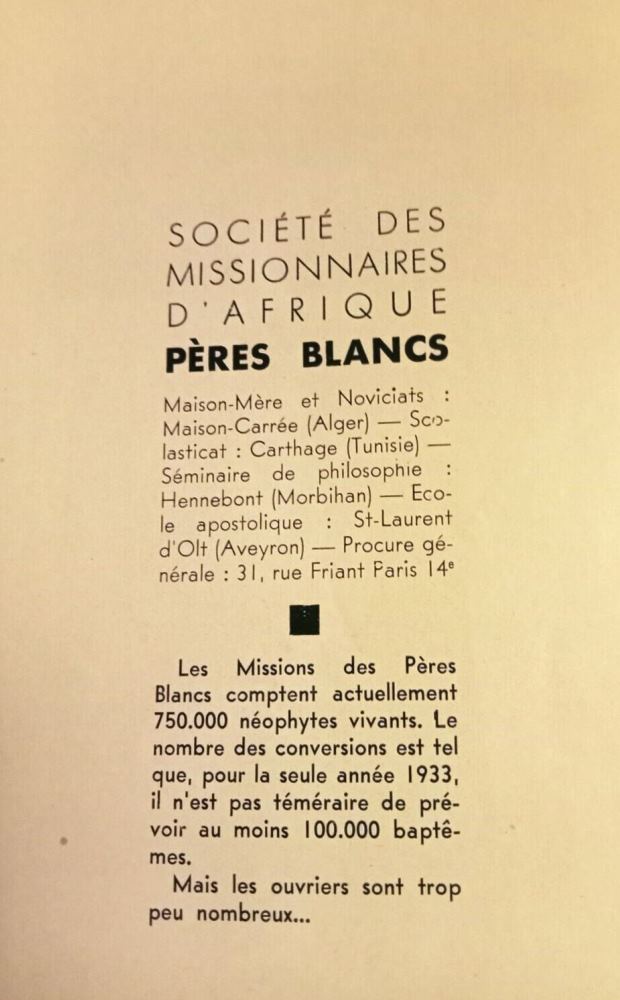 SOCIÉTÉ DES
MISSIONNAIRES
D'AFRIQUE
PÈRES BLANCS
Maison-Mère et Noviciats :
Maison-Carrée (Alger) — Sco-
lasticat : Carthage (Tunisie) —
Séminaire de philosophie :
Hennebont (Morbihan) — Eco-
le apostolique : St-Laurent
d'Olt (Aveyron) — Procure gé-
nérale : 31, rue Friant Paris 14e
Les Missions des Pères
Blancs comptent actuellement
750.000 néophytes vivants. Le
nombre des conversions est tel
que, pour la seule année 1933,
il n'est pas téméraire de pré-
voir au moins 100.000 baptê-
mes.
Mais les ouvriers sont trop
peu nombreux...